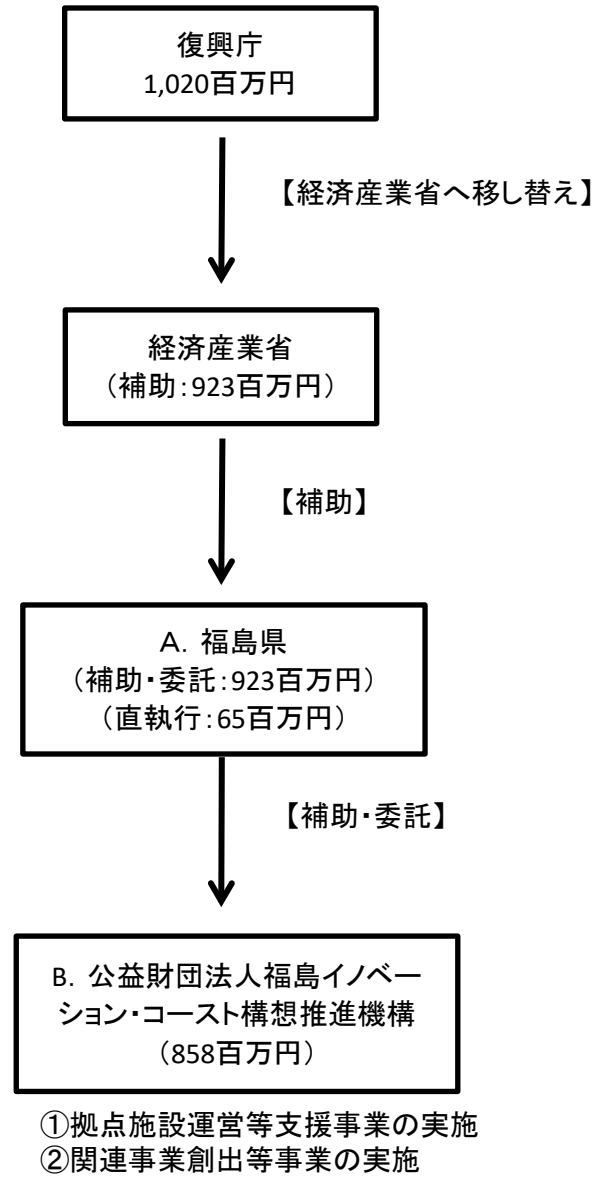 復興庁
1,020百万円
【経済産業省へ移し替え】
経済産業省
（補助：923百万円）
【補助】
A．福島県
（補助・委託：923百万円）
（直執行：65百万円）
【補助・委託】
B．公益財団法人福島イノベー
ション・コースト構想推進機構
（858百万円）
①拠点施設運営等支援事業の実施
②関連事業創出等事業の実施